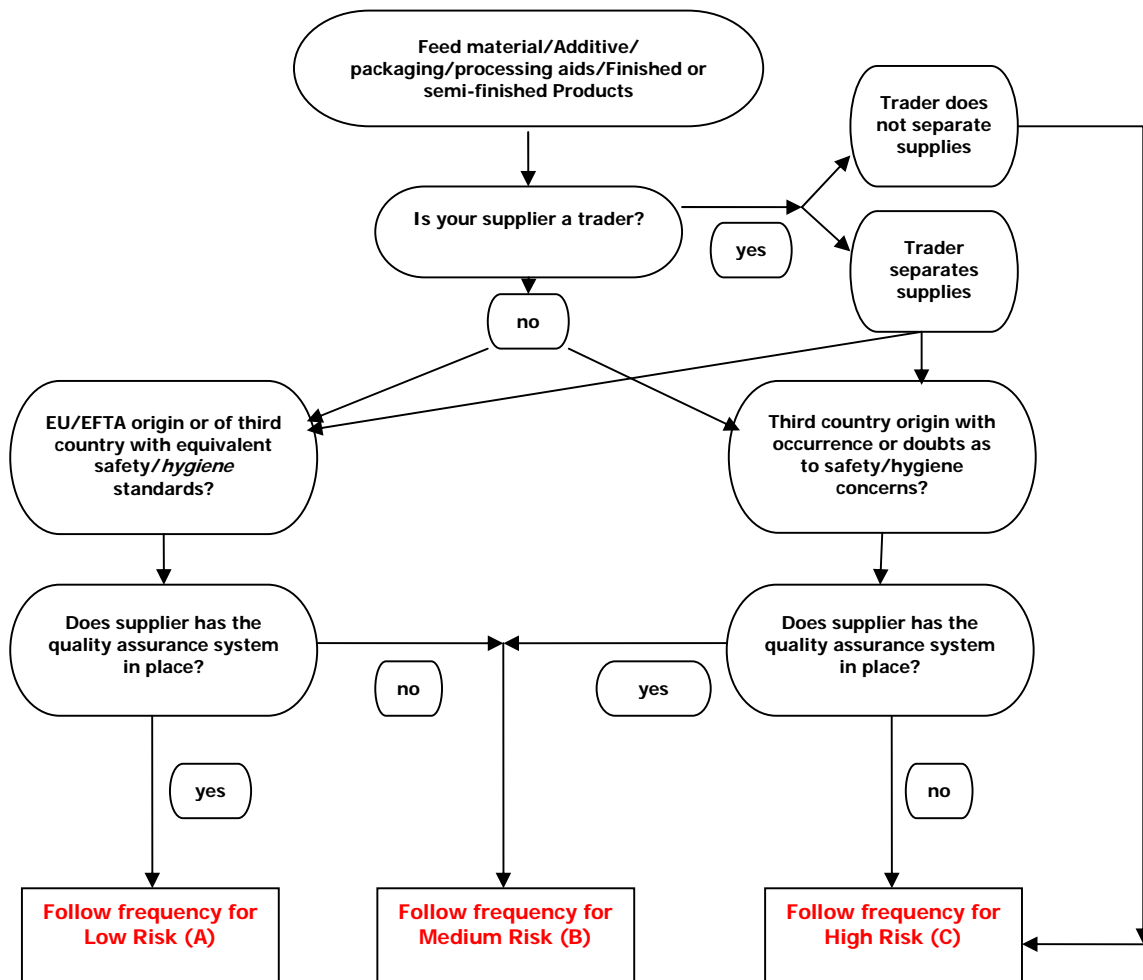 Feed material/Additive/
packaging/processing aids/Finished or
semi-finished Products
Trader does
not separate
supplies
Is your supplier a trader?
yes
Trader
separates
supplies
no
EU/EFTA origin or of third
country with equivalent
safety/hygiene
standards?
Third country origin with
occurrence or doubts as
to safety/hygiene
concerns?
Does supplier has the
quality assurance system
in place?
Does supplier has the
quality assurance system
in place?
no
yes
yes
no
Follow frequency for
Low Risk (A)
Follow frequency for
Medium Risk (B)
Follow frequency for
High Risk (C)